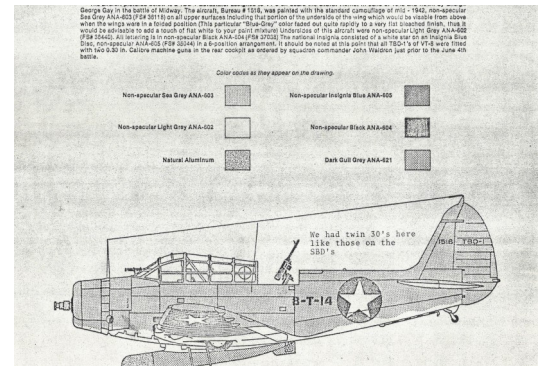 George Gay in the battle of Midway. The aircraft, Bureau # 1518, was painted with the standard camouflage of mid - 1942, non-specular
Sea Grey ANA-603 (FS# 36118) on all upper surfaces including that portion of the underside of the wing which would be visable from above
when the wings were in a folded position (This particular "Blue-Grey" color faded out quite rapidly to a very flat bleached finish, thus it
would be advisable to add a touch of flat white to your paint mixture) Undersides of this aircraft were non-specular Light Grey ANA-602
(FS# 36440). All lettering is in non-specular Black ANA-604 (FS# 37038) The national insignia consisted of a white star on an Insignia Blue
Disc, non-specular ANA-605 (FS# 35044) in a 6-position arrangement. It should be noted at this point that all TBD-1's of VT-8 were fitted
with two 0.30 in. Calibre machine guns in the rear cockpit as ordered by squadron commander John Waldron just prior to the June 4th
battle.
Color codes as they appear on the drawing.
Non-specular Sea Grey ANA-603
Non-specular Insignia Blue ANA-605
Non-specular Light Grey ANA-602
Non-specular Black ANA-604
Natural Aluminum
Dark Gull Grey ANA-621
We had twin 30's here
like those on the
SBD's
1518
TBD-1
8-T-14